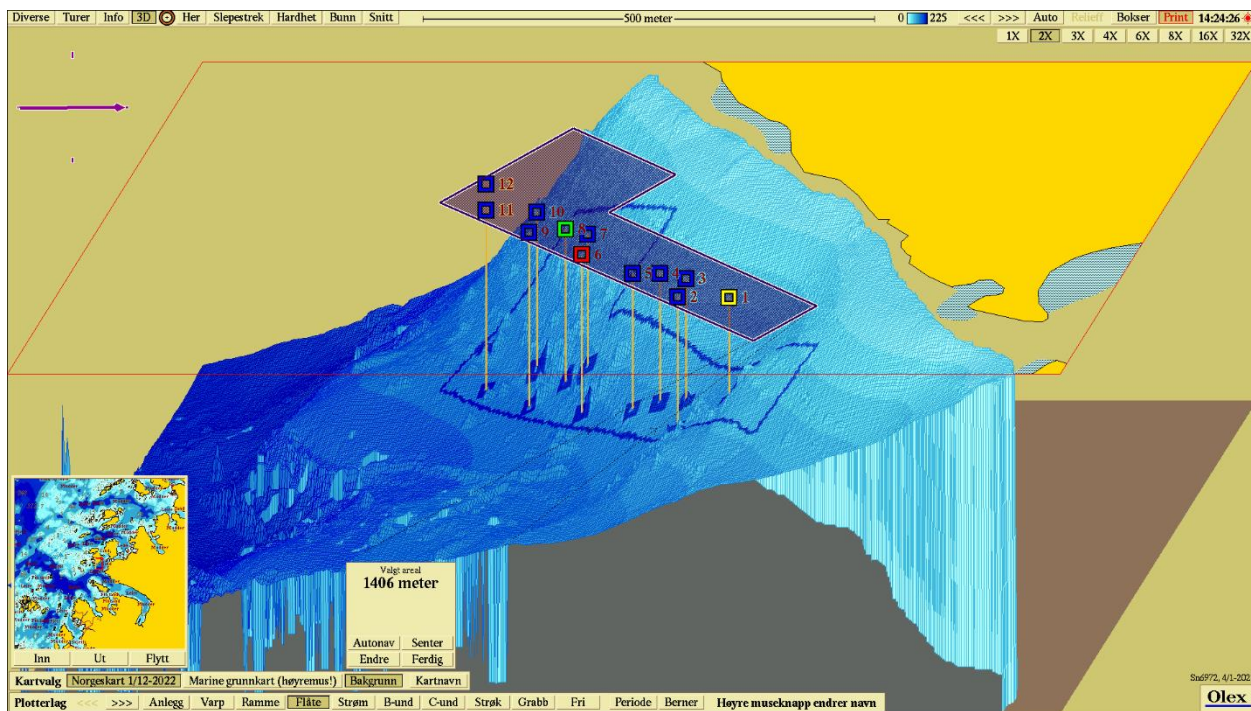 Diverse Turer Info 3D Her Slepestrek Hardhet Bunn Snitt 500 meter 0 225 <<< >>> Auto Relieff Bokser Print 14:24:26
1X 2X 3X 4X 6X 8X 16X 32X
12
11
10
9
8
7
6
5
4
3
2
1
Valgt areal
1406 meter
Autonav Senter
Endre Ferdig
Inn Ut Flytt
Kartvalg Norgeskart 1/12-2022 Marine grunnkart (høyremus!) Bakgrunn Kartnavn
Plotterlag <<< >>> Anlegg Varp Ramme Flåte Strøm B-und C-und Strøk Grabb Fri Periode Berner Høyre museknapp endrer navn
Olex